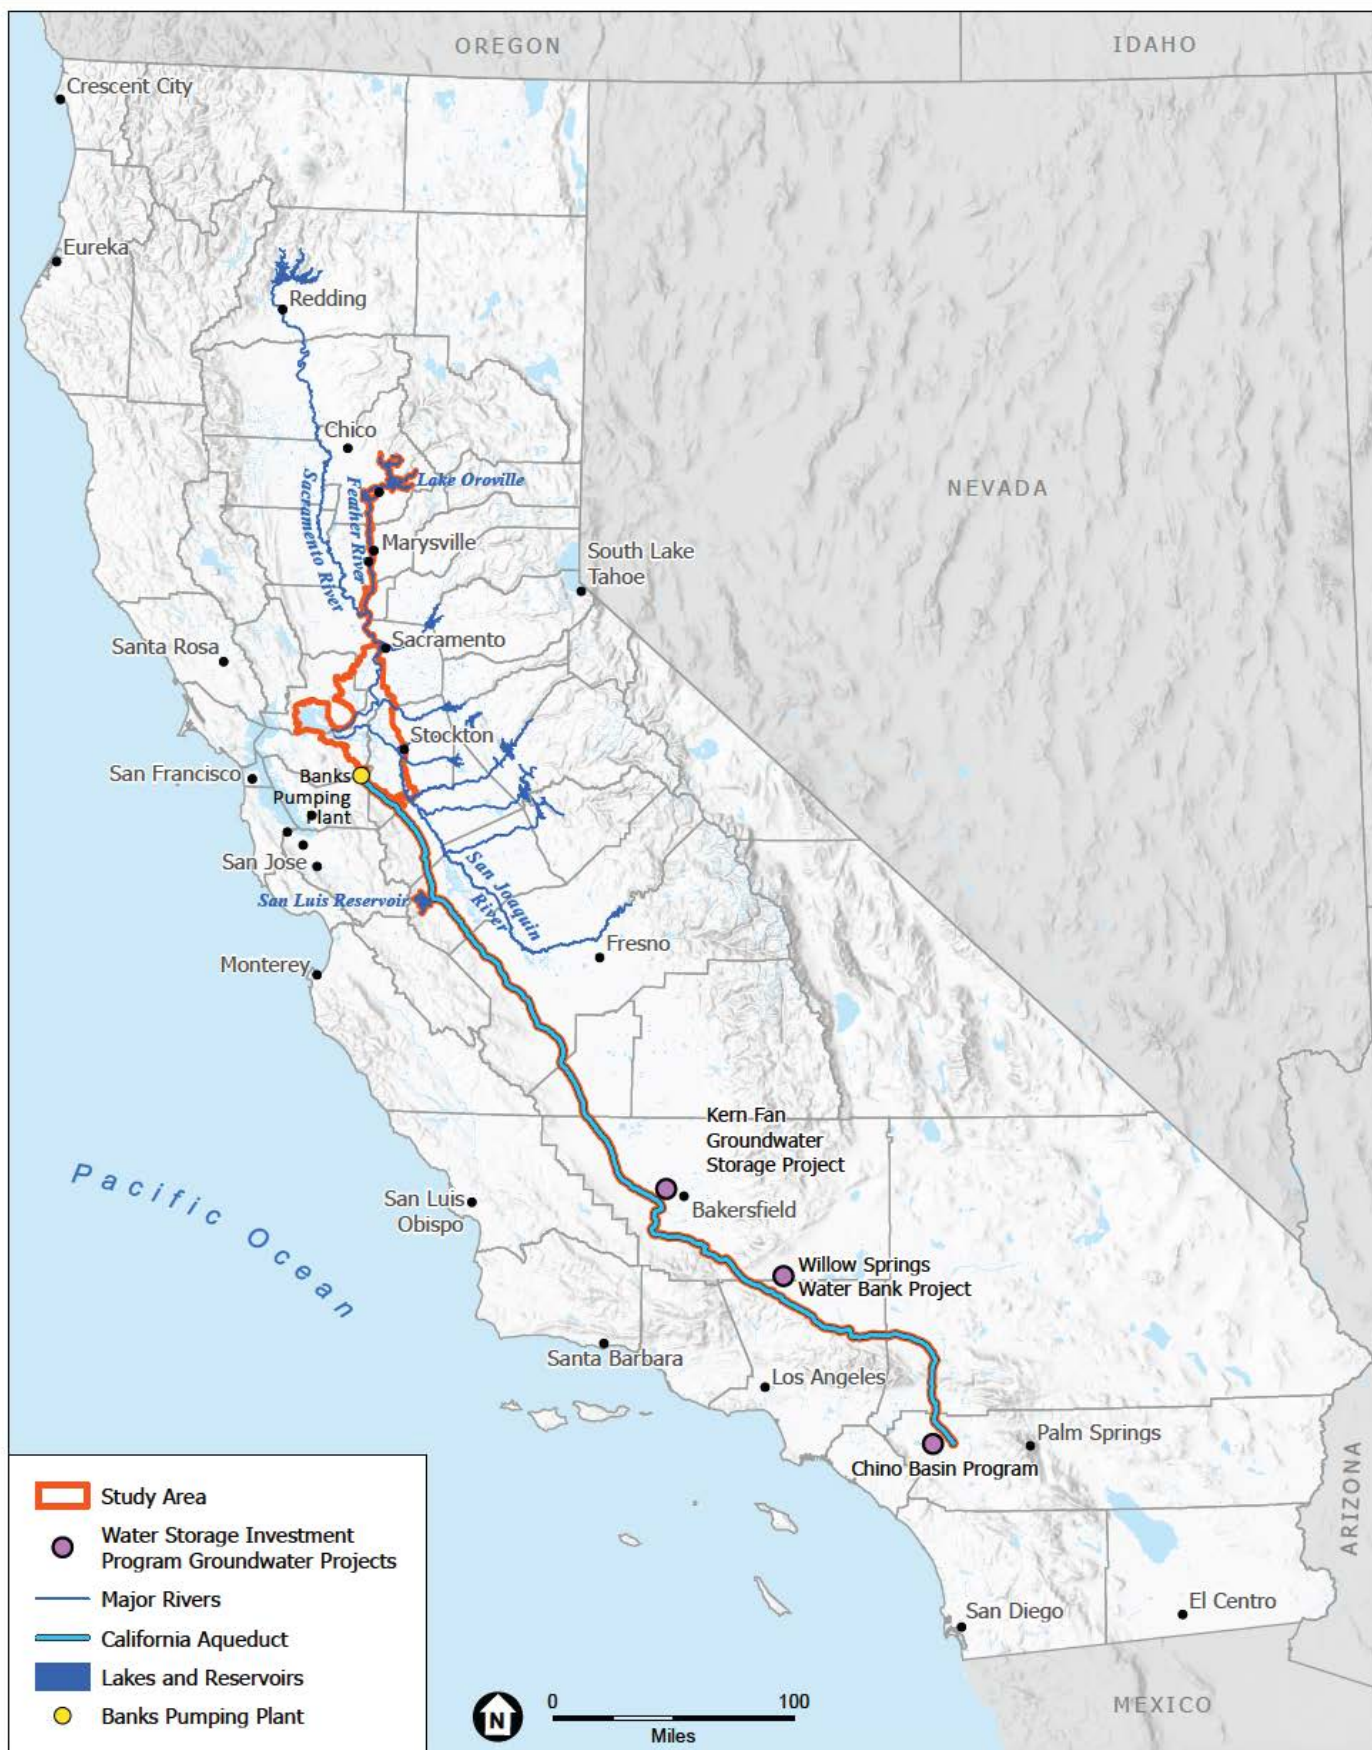 OREGON
IDAHO
Crescent City
Eureka
Redding
Chico
Lake Oroville
Sacramento River
Feather River
NEVADA
Marysville
South Lake
Tahoe
Santa Rosa
Sacramento
Stockton
San Francisco
Banks
Pumping
Plant
San Jose
San Luis Reservoir
San Joaquin
River
Fresno
Monterey
Kern Fan
Groundwater
Storage Project
Pacific Ocean
San Luis
Obispo
Bakersfield
Willow Springs
Water Bank Project
Santa Barbara
Los Angeles
Palm Springs
Chino Basin Program
ARIZONA
San Diego
El Centro
MEXICO
Study Area
Water Storage Investment
Program Groundwater Projects
Major Rivers
California Aqueduct
Lakes and Reservoirs
Banks Pumping Plant
N
0 100
Miles